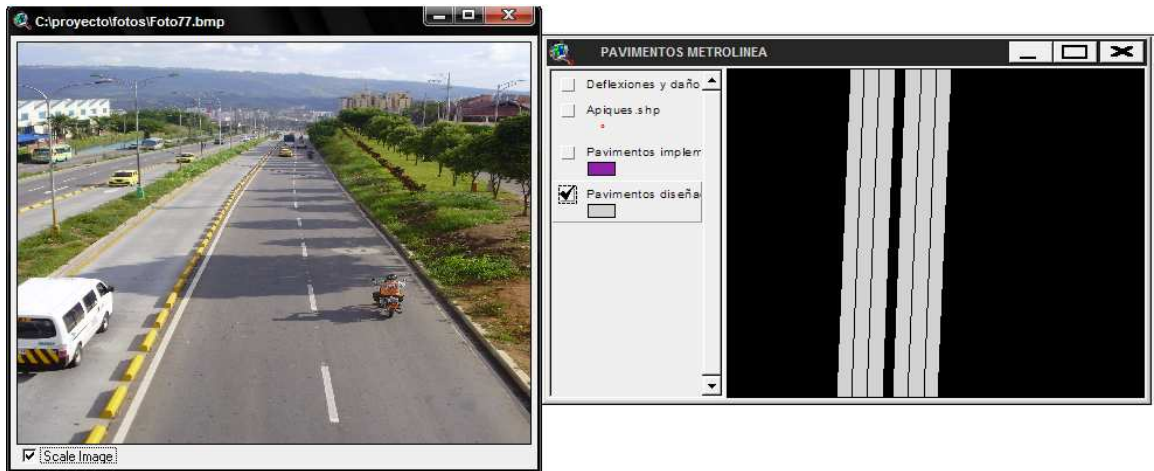 C:\proyecto\fotos\Foto77.bmp
Scale Image
PAVIMENTOS METROLINEA
Deflexiones y daño
Apiques.shp
Pavimentos implem
Pavimentos diseña